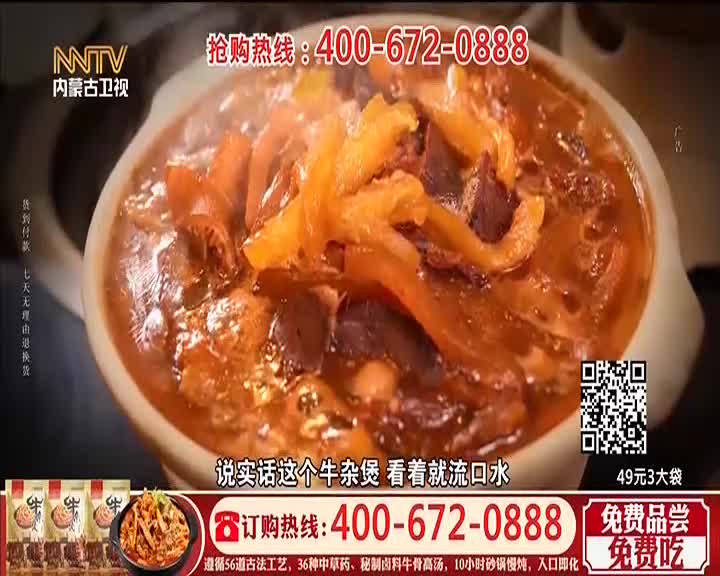 抢购热线：400-672-0888
NMTV
内蒙古卫视
广告
货到付款 七天无理由退换货
49元3大袋
说实话这个牛杂煲 看着就流口水
订购热线:400-672-0888
遵循56道古法工艺，36种中草药、秘制卤料牛骨高汤，10小时砂锅慢炖，入口即化
免费品尝
免费吃